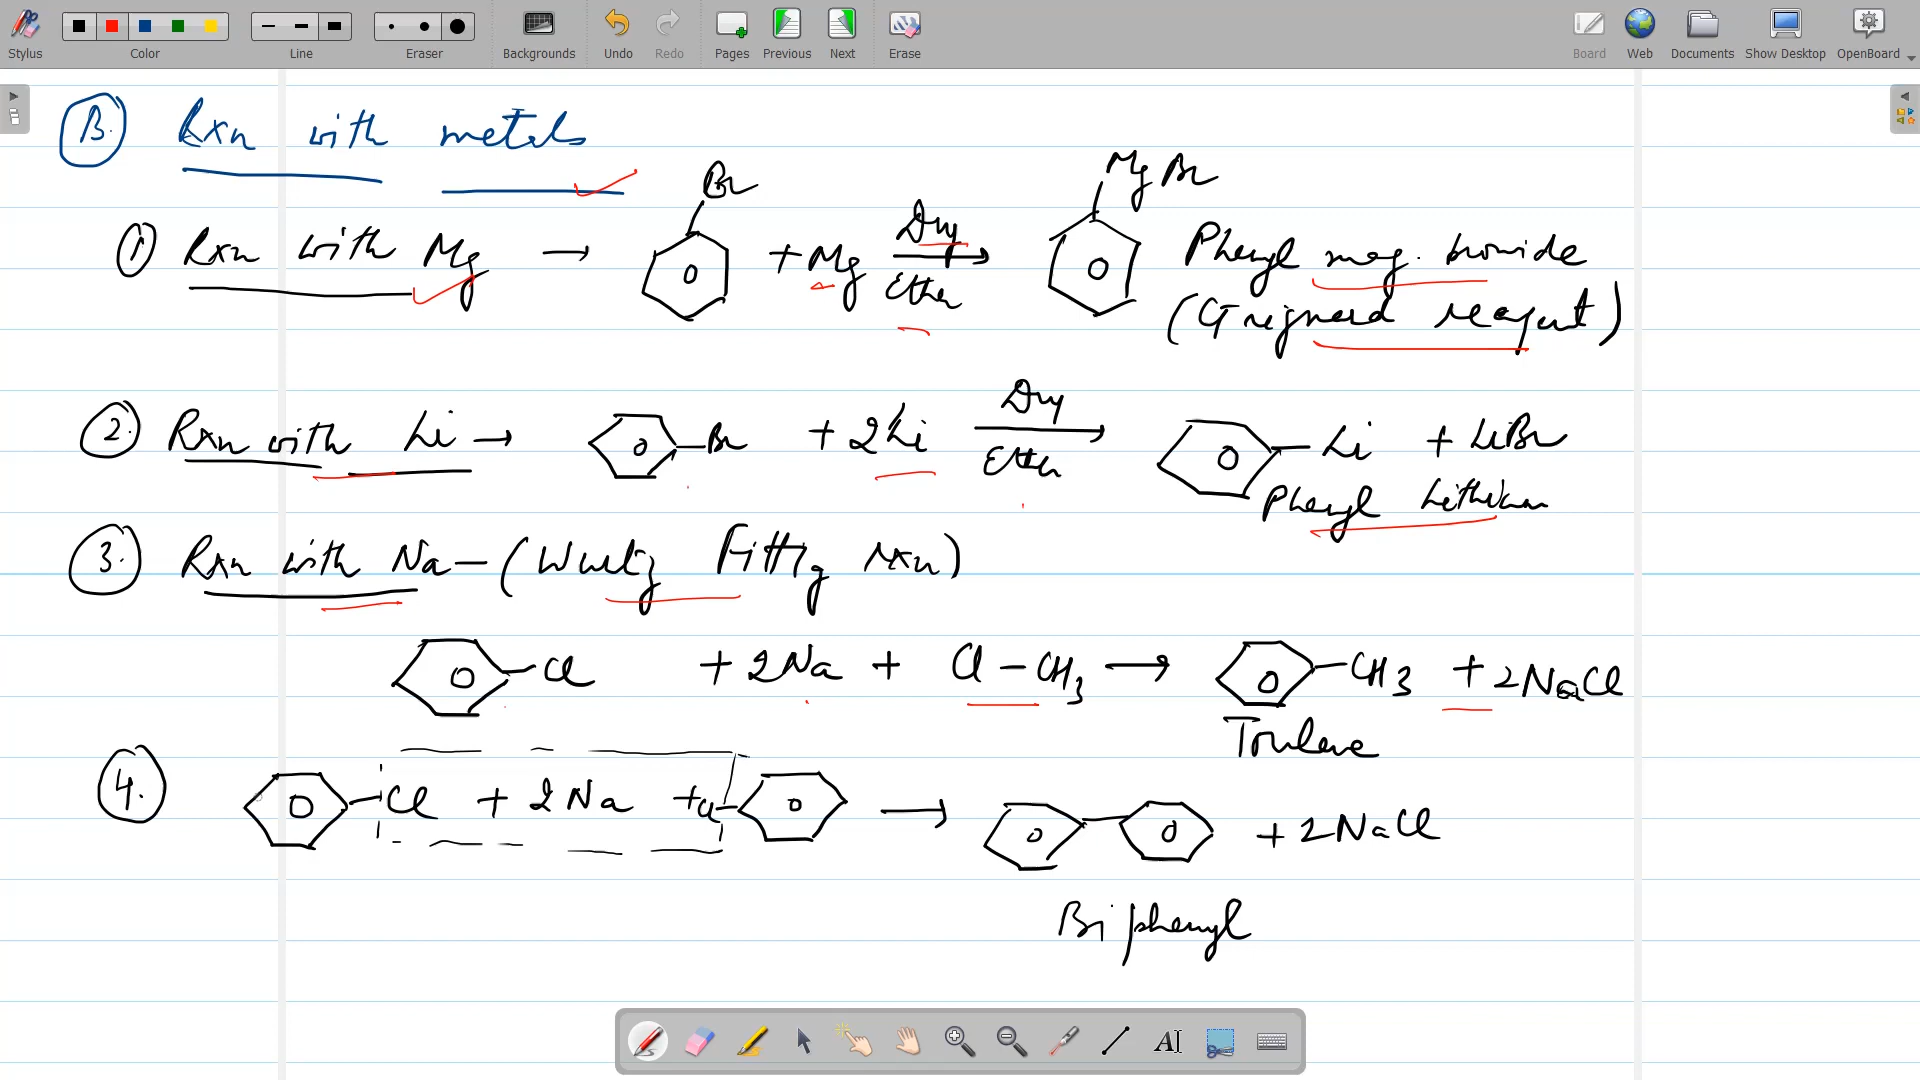 Stylus Color Line Eraser Backgrounds Undo Redo Pages Previous Next Erase Board Web Documents Show Desktop OpenBoard
B. Rxn with metals
1 Rxn with Mg → Br + Mg Dry Ether → MgBr Phenyl mag. bromide
(Grignard reagent)
2. Rxn with Li → Br + 2Li Dry Ether → Li + LiBr
Phenyl Lithium
3. Rxn with Na - (Wurtz Fittig rxn)
Cl + 2Na + Cl - CH3 → CH3 + 2NaCl
Toulene
4. Cl + 2Na + Cl → + 2NaCl
Biphenyl
AI